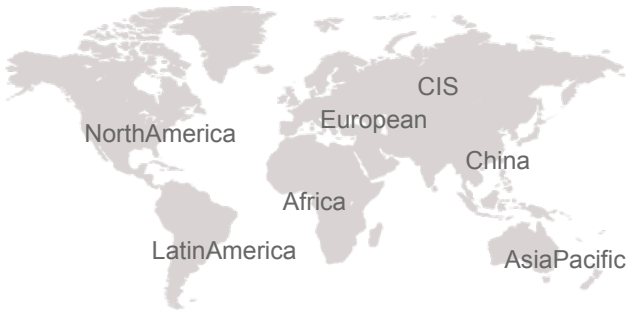 CIS
European
NorthAmerica
China
Africa
LatinAmerica
AsiaPacific